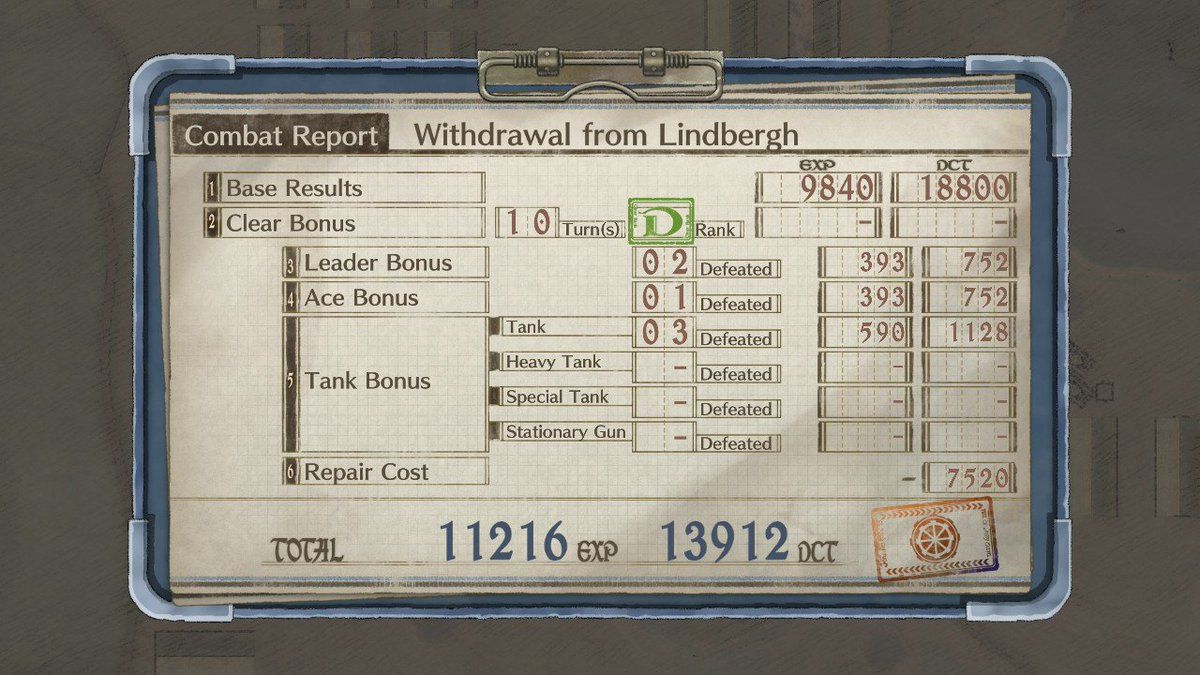 Combat Report Withdrawal from Lindbergh
EXP DCT
1 Base Results 9840 18800
2 Clear Bonus 10 Turn(s) D Rank - -
3 Leader Bonus 02 Defeated 393 752
4 Ace Bonus 01 Defeated 393 752
Tank 03 Defeated 590 1128
Heavy Tank - Defeated - -
5 Tank Bonus
Special Tank - Defeated - -
Stationary Gun - Defeated - -
6 Repair Cost - 7520
TOTAL 11216 EXP 13912 DCT